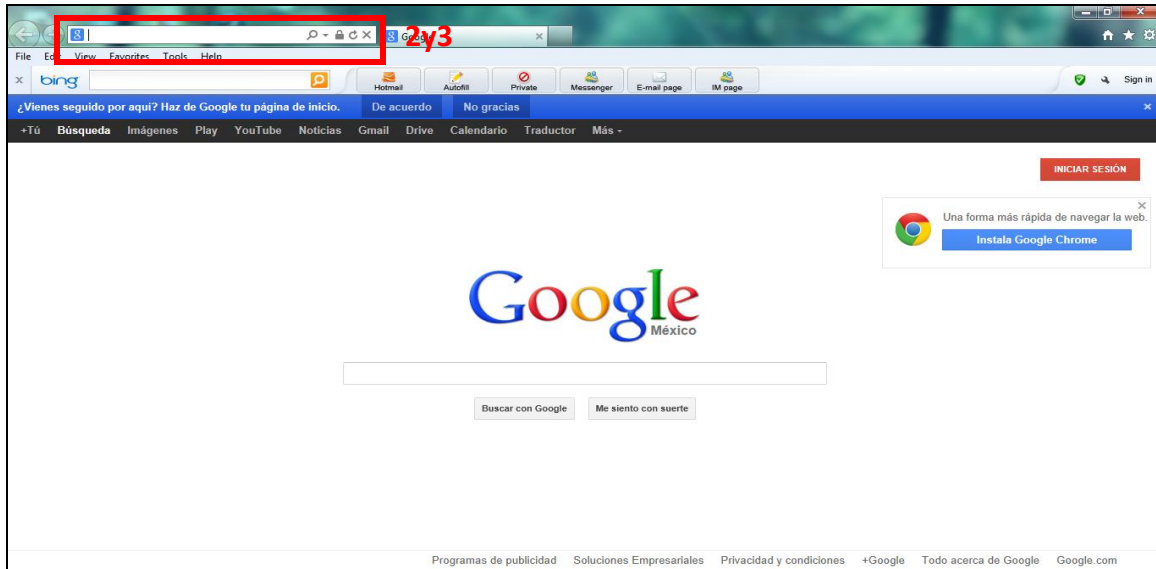 2y3
Google
File Edit View Favorites Tools Help
bing Hotmail Autofill Private Messenger E-mail page IM page Sign in
¿Vienes seguido por aquí? Haz de Google tu página de inicio. De acuerdo No gracias
+Tú Búsqueda Imágenes Play YouTube Noticias Gmail Drive Calendario Traductor Más
INICIAR SESIÓN
Una forma más rápida de navegar la web.
Instala Google Chrome
Google
México
Buscar con Google Me siento con suerte
Programas de publicidad Soluciones Empresariales Privacidad y condiciones +Google Todo acerca de Google Google.com